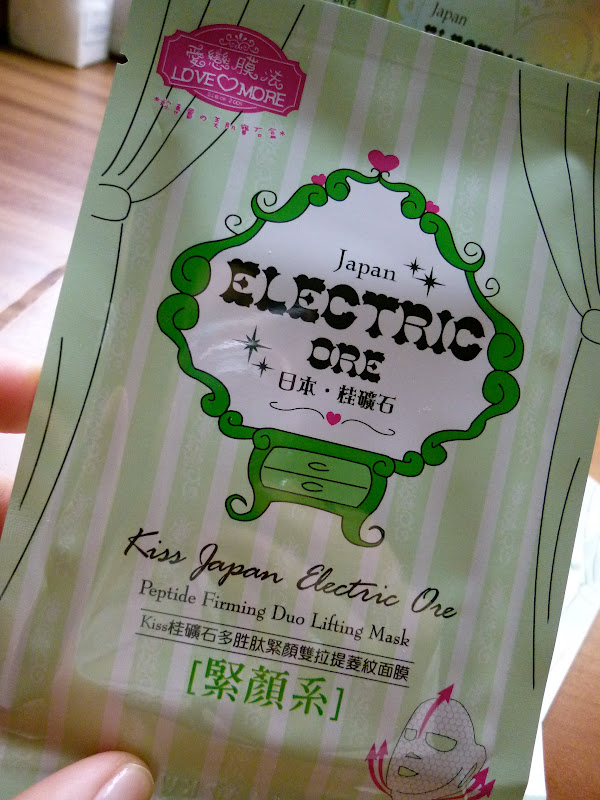 愛戀膜法
LOVE♡MORE
Japan
Japan
ELECTRIC
ORE
日本・桂礦石
Kiss Japan Electric Ore
Peptide Firming Duo Lifting Mask
Kiss桂礦石多胜肽緊顏雙拉提菱紋面膜
[緊顏系]